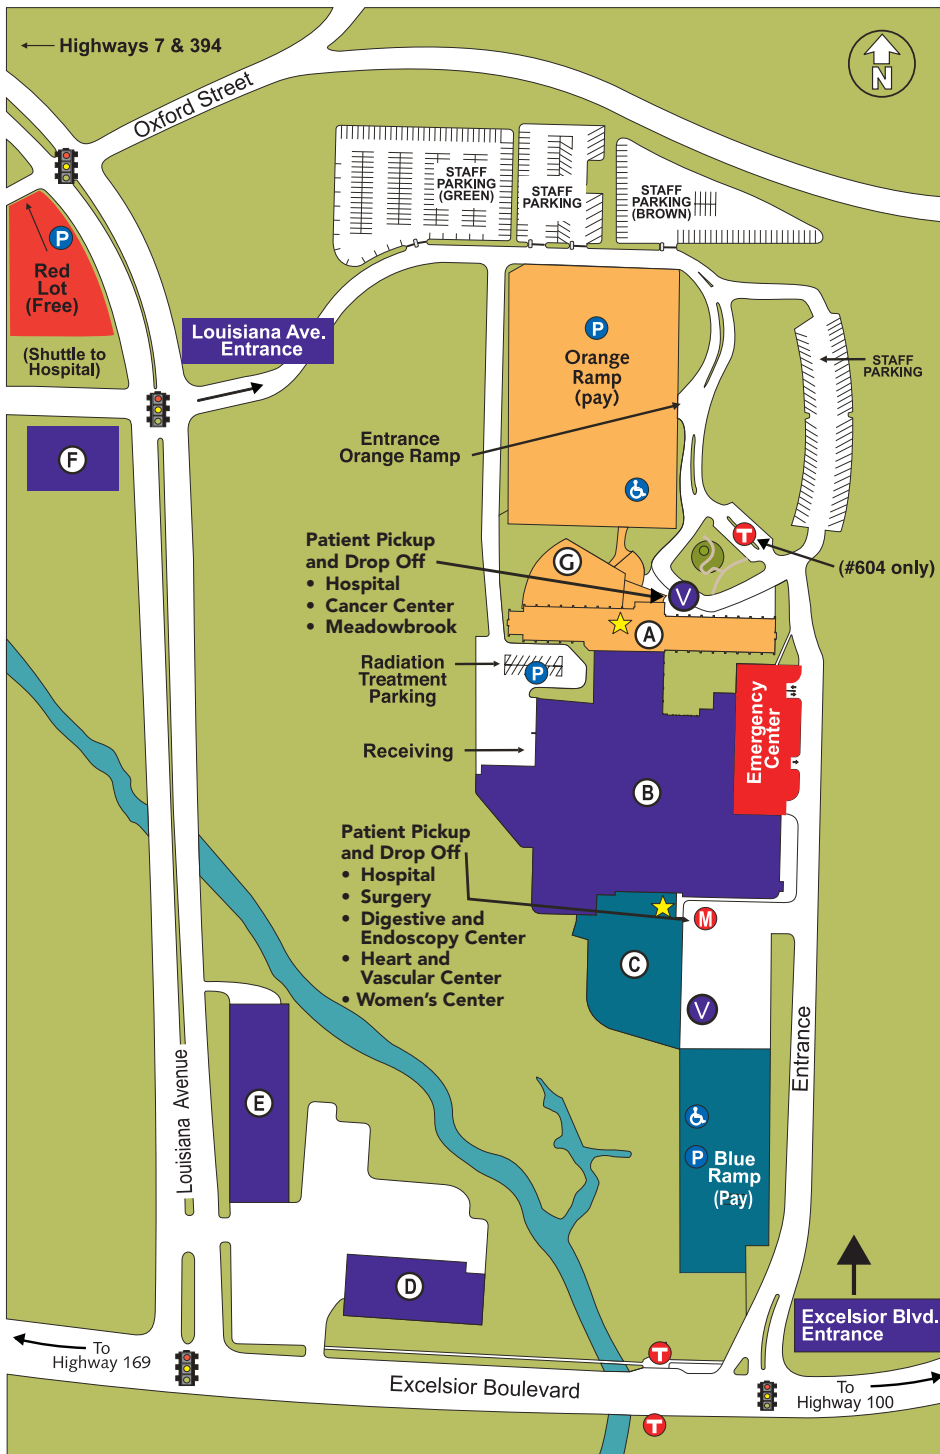 Highways 7 & 394
N
Oxford Street
STAFF
PARKING
(GREEN)
STAFF
PARKING
STAFF
PARKING
(BROWN)
P
Red
Lot
(Free)
(Shuttle to
Hospital)
Louisiana Ave.
Entrance
P
Orange
Ramp
(pay)
STAFF
PARKING
Entrance
Orange Ramp
F
T
(#604 only)
Patient Pickup
and Drop Off
• Hospital
• Cancer Center
• Meadowbrook
G
V
A
Radiation
Treatment
Parking
P
Receiving
Emergency
Center
B
Patient Pickup
and Drop Off
• Hospital
• Surgery
• Digestive and
Endoscopy Center
• Heart and
Vascular Center
• Women's Center
M
C
V
Entrance
Louisiana Avenue
E
P
Blue
Ramp
(Pay)
D
Excelsior Blvd.
Entrance
To
Highway 169
T
Excelsior Boulevard
To
Highway 100
T